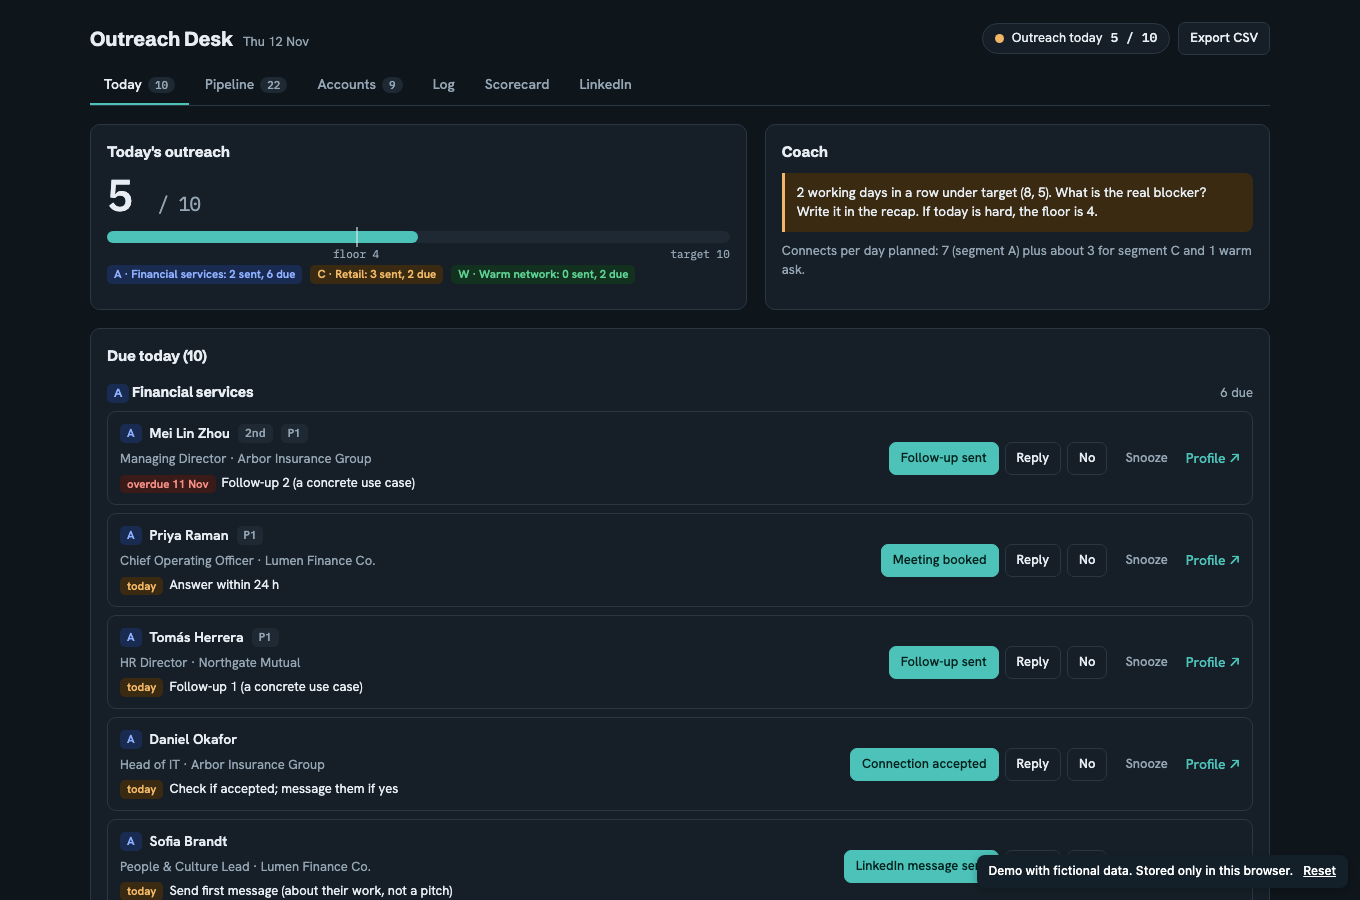 Outreach Desk Thu 12 Nov
Outreach today 5 / 10
Export CSV
Today 10 Pipeline 22 Accounts 9 Log Scorecard LinkedIn
Today's outreach
5 / 10
floor 4 target 10
A · Financial services: 2 sent, 6 due C · Retail: 3 sent, 2 due W · Warm network: 0 sent, 2 due
Coach
2 working days in a row under target (8, 5). What is the real blocker?
Write it in the recap. If today is hard, the floor is 4.
Connects per day planned: 7 (segment A) plus about 3 for segment C and 1 warm
ask.
Due today (10)
A Financial services 6 due
A Mei Lin Zhou 2nd P1
Managing Director · Arbor Insurance Group
overdue 11 Nov Follow-up 2 (a concrete use case)
Follow-up sent Reply No Snooze Profile ↗
A Priya Raman P1
Chief Operating Officer · Lumen Finance Co.
today Answer within 24 h
Meeting booked Reply No Snooze Profile ↗
A Tomás Herrera P1
HR Director · Northgate Mutual
today Follow-up 1 (a concrete use case)
Follow-up sent Reply No Snooze Profile ↗
A Daniel Okafor
Head of IT · Arbor Insurance Group
today Check if accepted; message them if yes
Connection accepted Reply No Snooze Profile ↗
A Sofia Brandt
People & Culture Lead · Lumen Finance Co.
today Send first message (about their work, not a pitch)
LinkedIn message
Demo with fictional data. Stored only in this browser. Reset